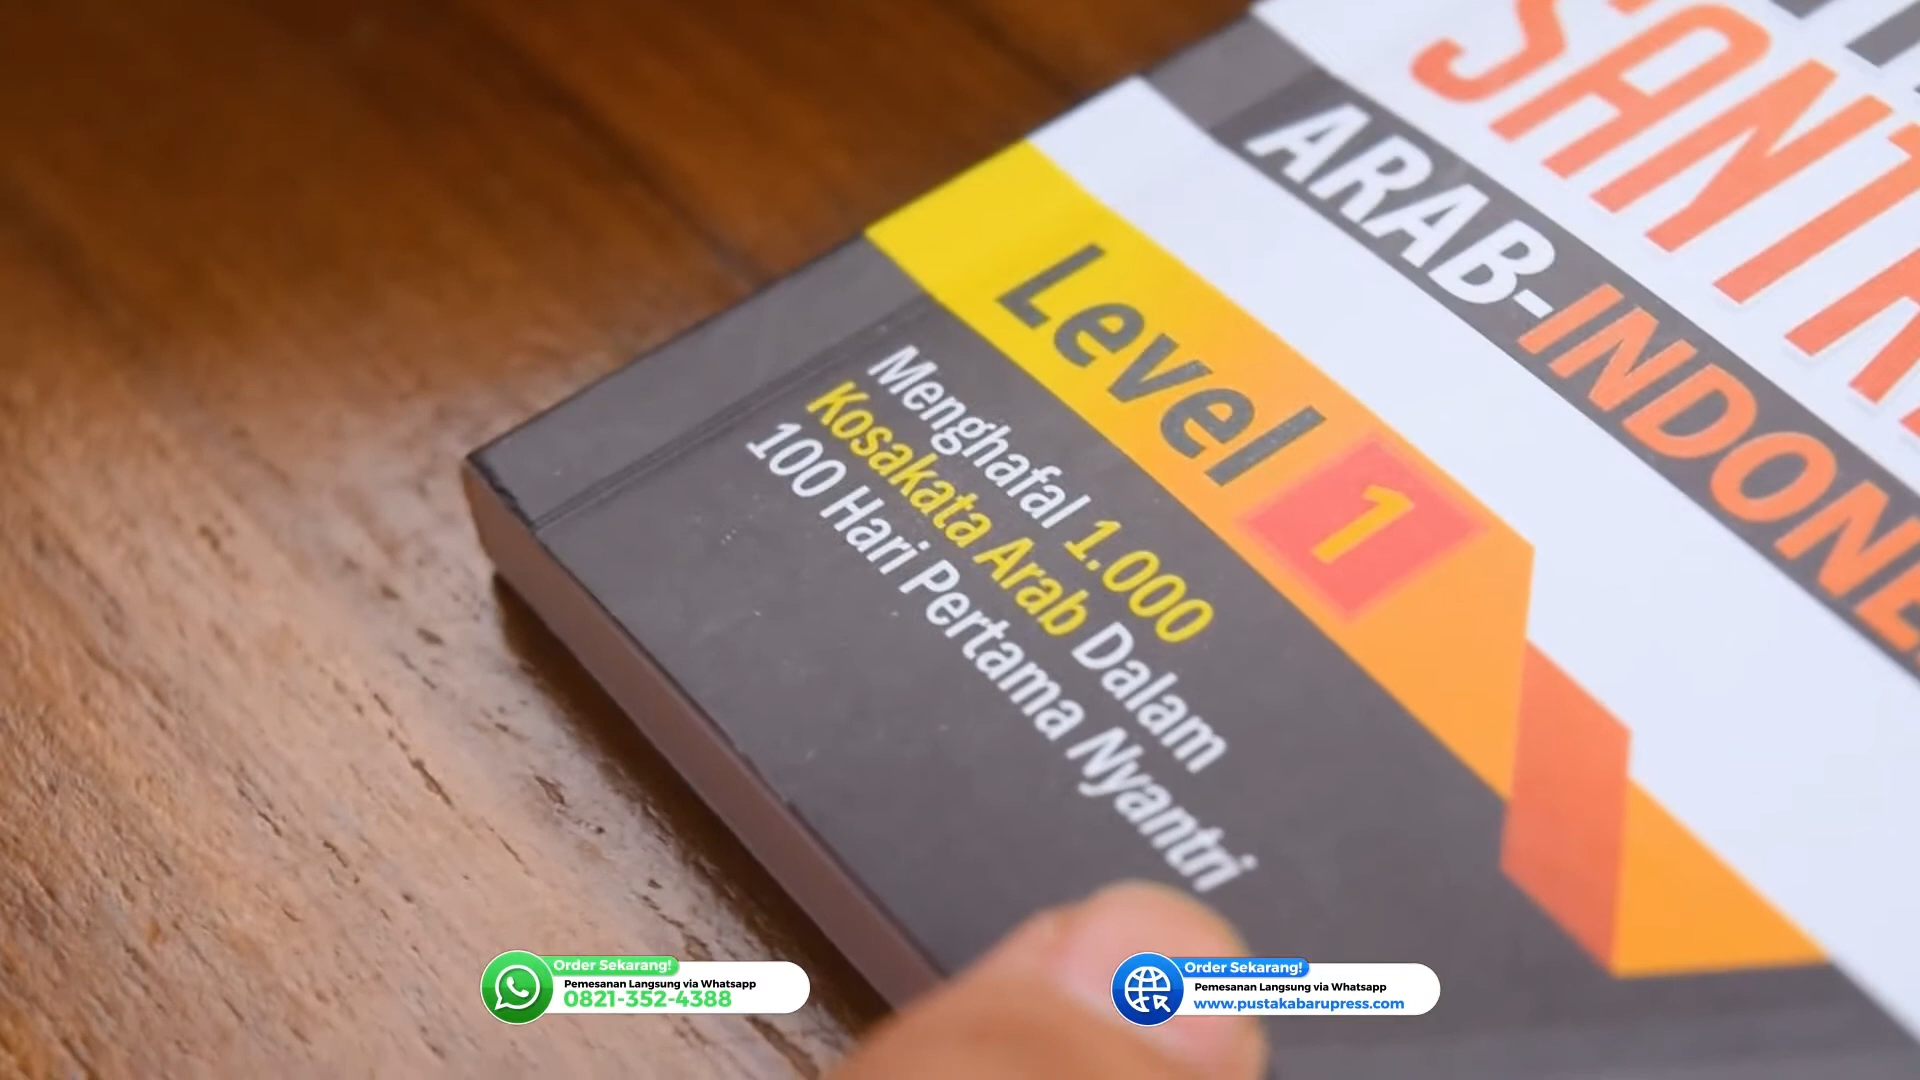 ARAB-INDONE
Level 1
Menghafal 1.000
Kosakata Arab Dalam
100 Hari Pertama Nyantri
Order Sekarang!
Pemesanan Langsung via Whatsapp
0821-352-4388
Order Sekarang!
Pemesanan Langsung via Whatsapp
www.pustakabarupress.com